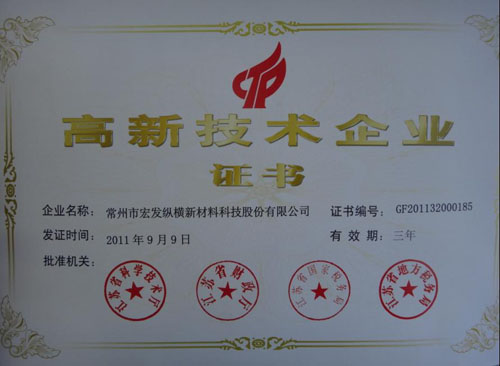 高新技术企业
证书
企业名称: 常州市宏发纵横新材料科技股份有限公司 证书编号: GF201132000185
发证时间: 2011年9月9日 有效期: 三年
批准机关:
江苏省科学技术厅 江苏省财政厅 江苏省国家税务局 江苏省地方税务局